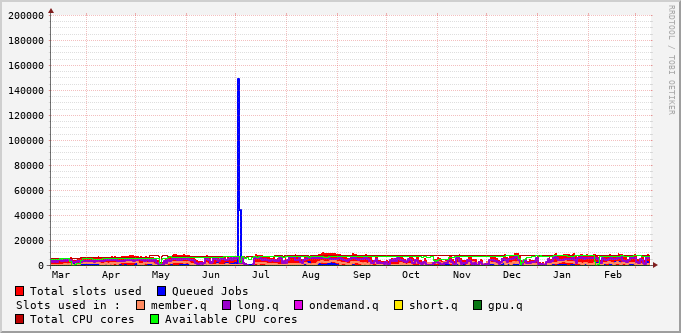 200000
180000
160000
140000
120000
100000
80000
60000
40000
20000
0
Mar Apr May Jun Jul Aug Sep Oct Nov Dec Jan Feb
Total slots used Queued Jobs
Slots used in : member.q long.q ondemand.q short.q gpu.q
Total CPU cores Available CPU cores
RRDTOOL / TOBI OETIKER